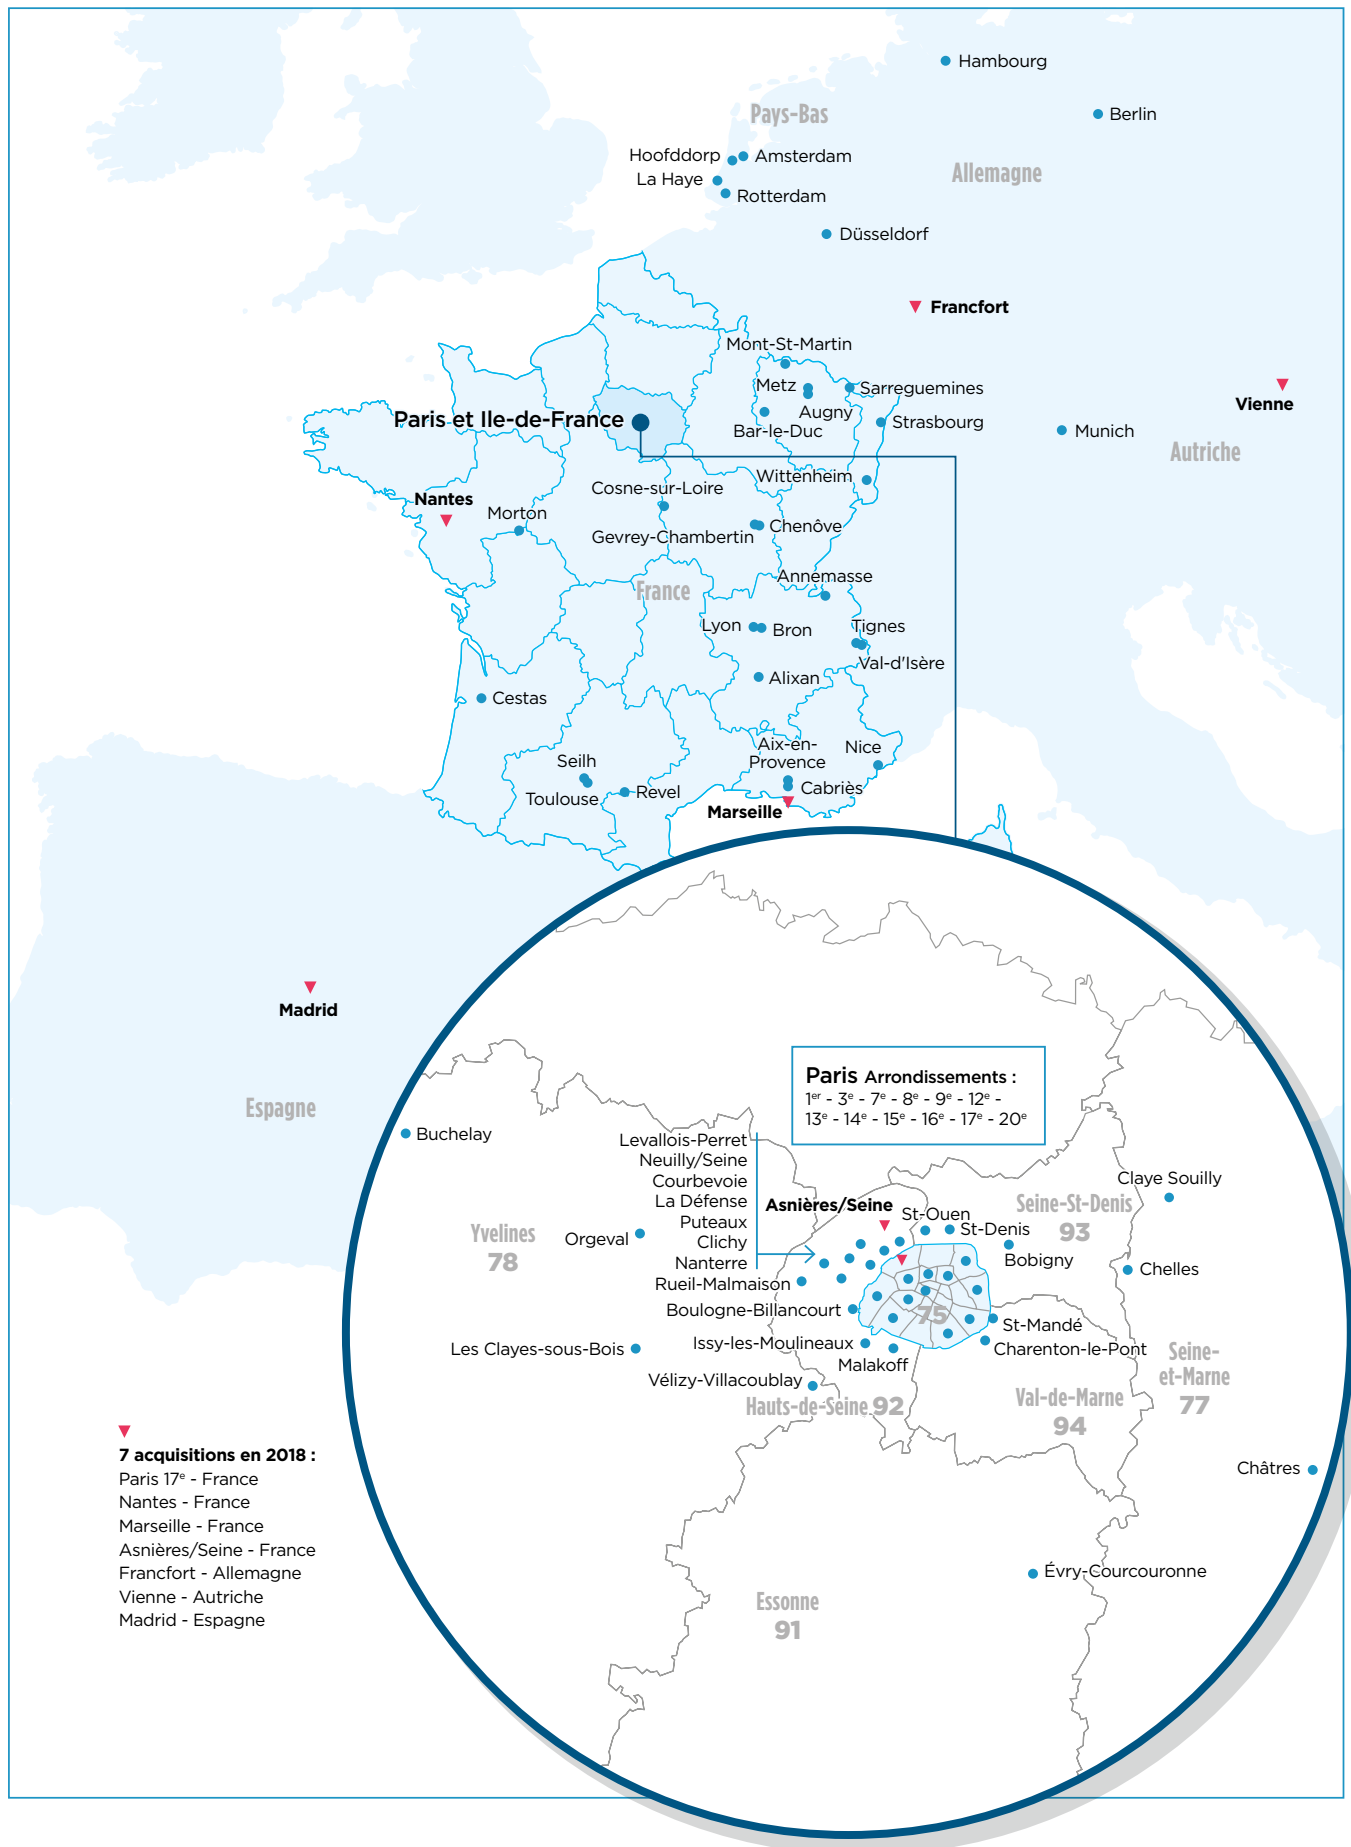 Hambourg
Berlin
Pays-Bas
Hoofddorp
Amsterdam
La Haye
Rotterdam
Allemagne
Düsseldorf
Francfort
Mont-St-Martin
Metz
Sarreguemines
Augny
Bar-le-Duc
Strasbourg
Vienne
Munich
Autriche
Paris et Ile-de-France
Wittenheim
Cosne-sur-Loire
Nantes
Morton
Gevrey-Chambertin
Chenôve
Annemasse
France
Lyon
Bron
Tignes
Val-d'Isère
Alixan
Cestas
Aix-en-
Provence
Nice
Seilh
Cabriès
Toulouse
Revel
Marseille
Madrid
Espagne
Paris Arrondissements :
1er - 3e - 7e - 8e - 9e - 12e -
13e - 14e - 15e - 16e - 17e - 20e
Buchelay
Levallois-Perret
Neuilly/Seine
Courbevoie
La Défense
Puteaux
Clichy
Nanterre
Rueil-Malmaison
Boulogne-Billancourt
Issy-les-Moulineaux
Malakoff
Vélizy-Villacoublay
Hauts-de-Seine 92
Asnières/Seine
St-Ouen
St-Denis
Seine-St-Denis
93
Bobigny
Claye Souilly
Chelles
Yvelines
78
Orgeval
Les Clayes-sous-Bois
75
St-Mandé
Charenton-le-Pont
Val-de-Marne
94
Seine-
et-Marne
77
Châtres
Évry-Courcouronne
Essonne
91
7 acquisitions en 2018 :
Paris 17e - France
Nantes - France
Marseille - France
Asnières/Seine - France
Francfort - Allemagne
Vienne - Autriche
Madrid - Espagne